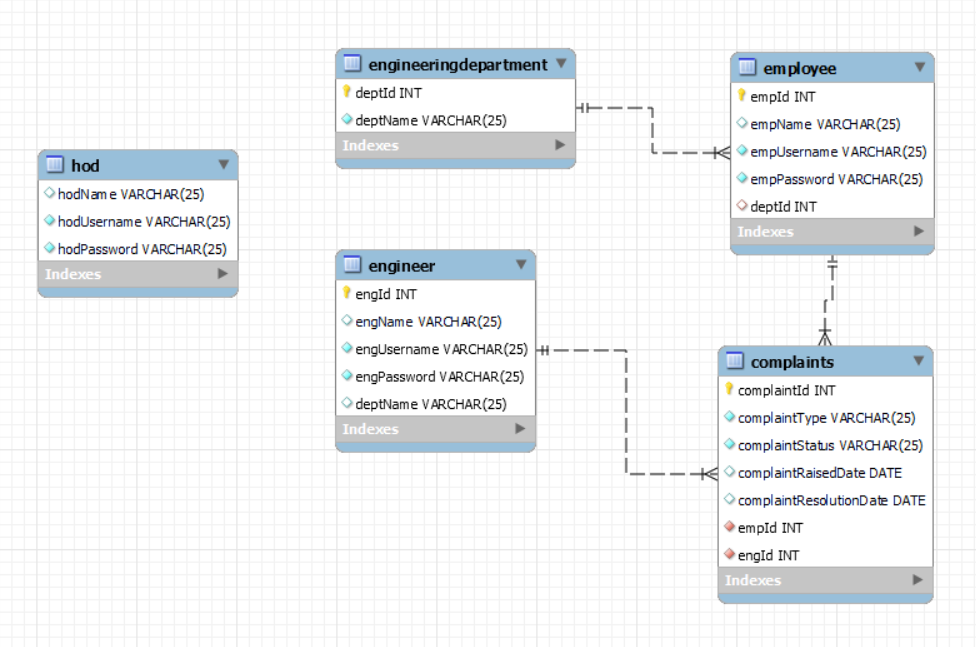 engineeringdepartment
deptId INT
deptName VARCHAR(25)
Indexes
employee
empId INT
empName VARCHAR(25)
empUsername VARCHAR(25)
empPassword VARCHAR(25)
deptId INT
Indexes
hod
hodName VARCHAR(25)
hodUsername VARCHAR(25)
hodPassword VARCHAR(25)
Indexes
engineer
engId INT
engName VARCHAR(25)
engUsername VARCHAR(25)
engPassword VARCHAR(25)
deptName VARCHAR(25)
Indexes
complaints
complaintId INT
complaintType VARCHAR(25)
complaintStatus VARCHAR(25)
complaintRaisedDate DATE
complaintResolutionDate DATE
empId INT
engId INT
Indexes